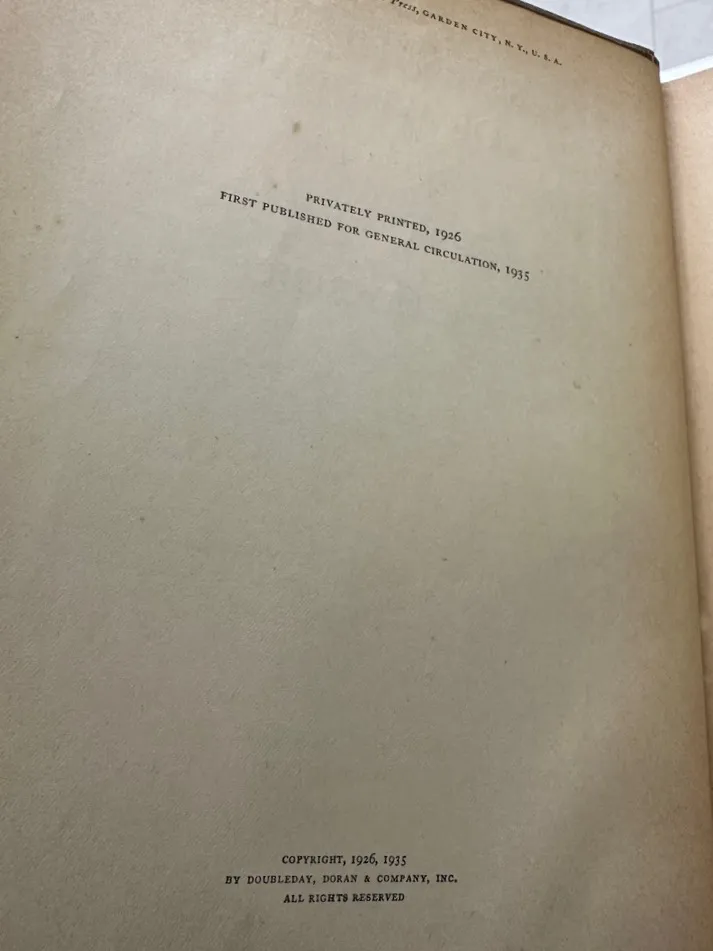 Press, GARDEN CITY, N. Y., U. S. A.
PRIVATELY PRINTED, 1926
FIRST PUBLISHED FOR GENERAL CIRCULATION, 1935
COPYRIGHT, 1926, 1935
BY DOUBLEDAY, DORAN & COMPANY, INC.
ALL RIGHTS RESERVED